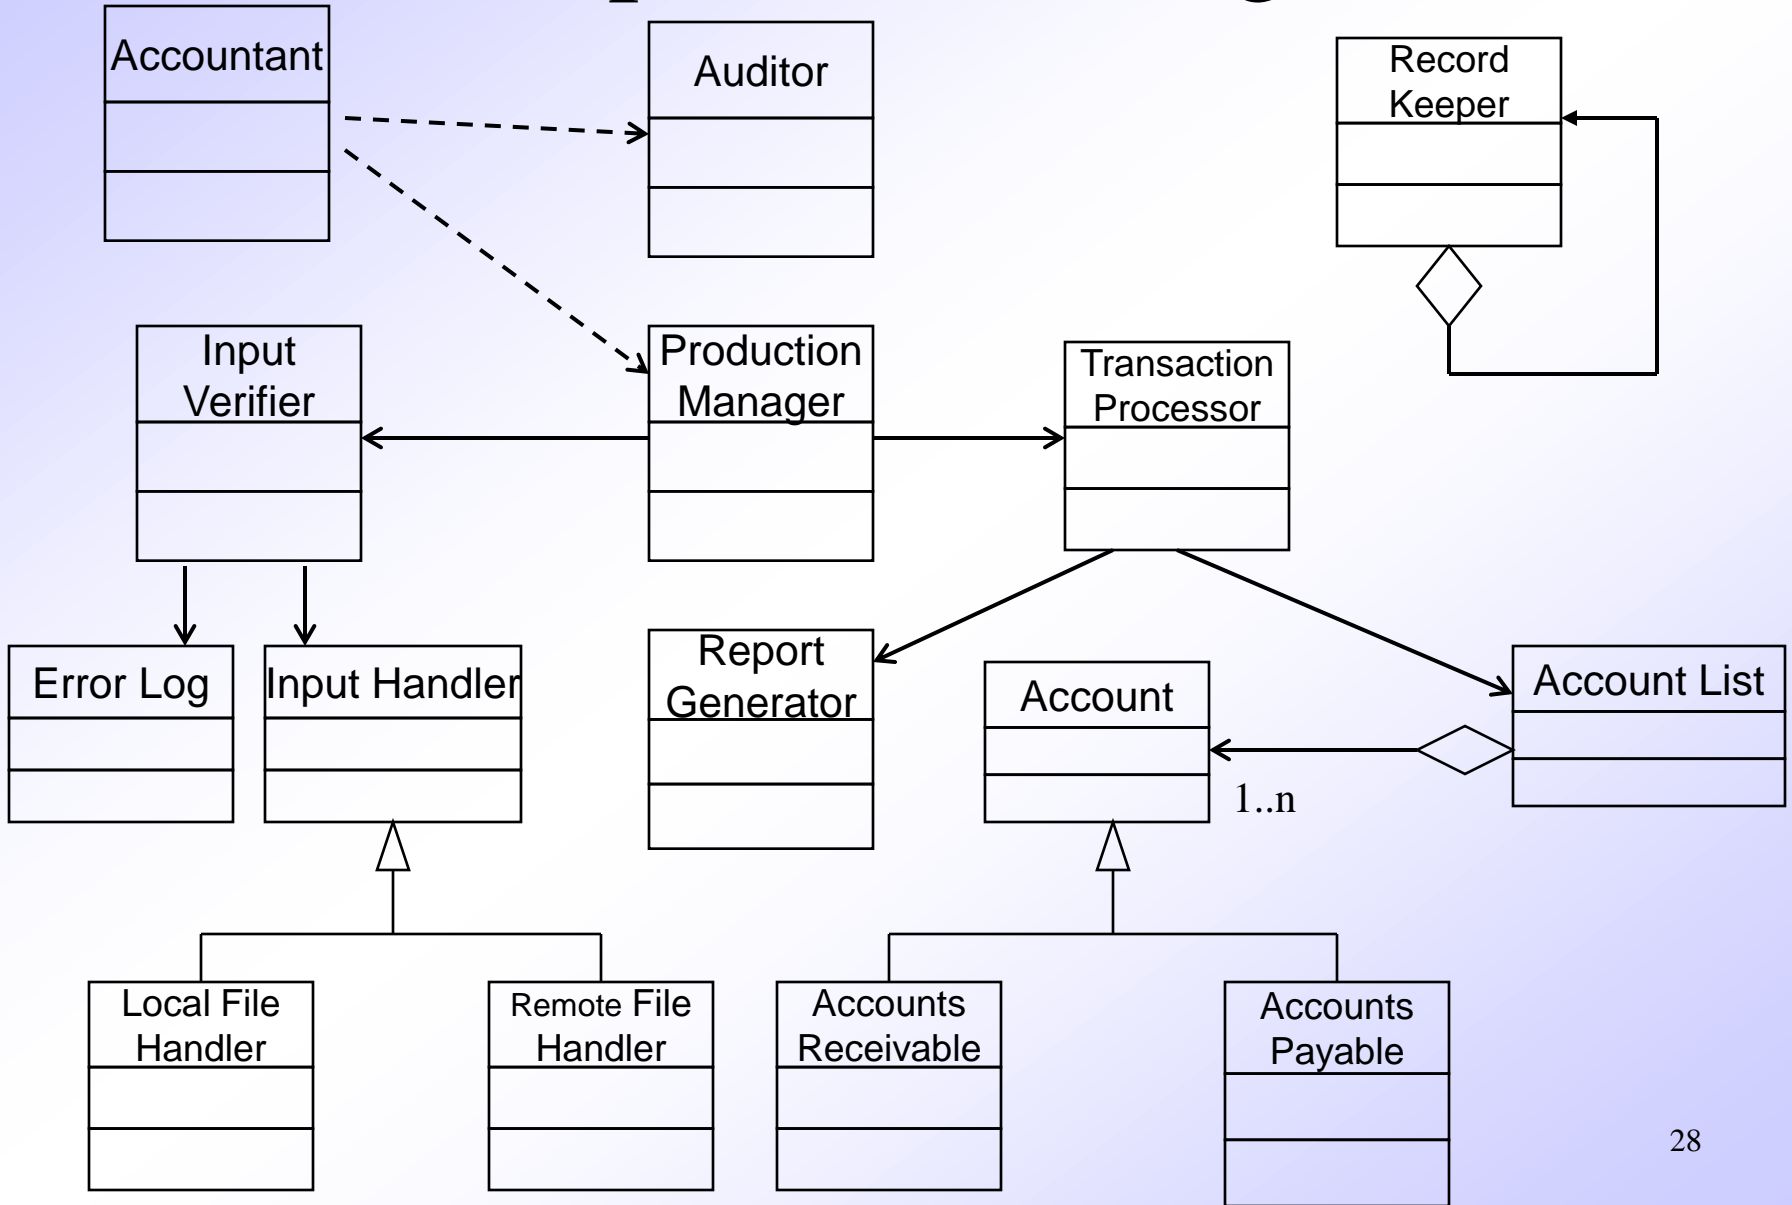 Accountant
Auditor
Record
Keeper
Input
Verifier
Production
Manager
Transaction
Processor
Error Log
Input Handler
Report
Generator
Account
Account List
1..n
Local File
Handler
Remote File
Handler
Accounts
Receivable
Accounts
Payable
28